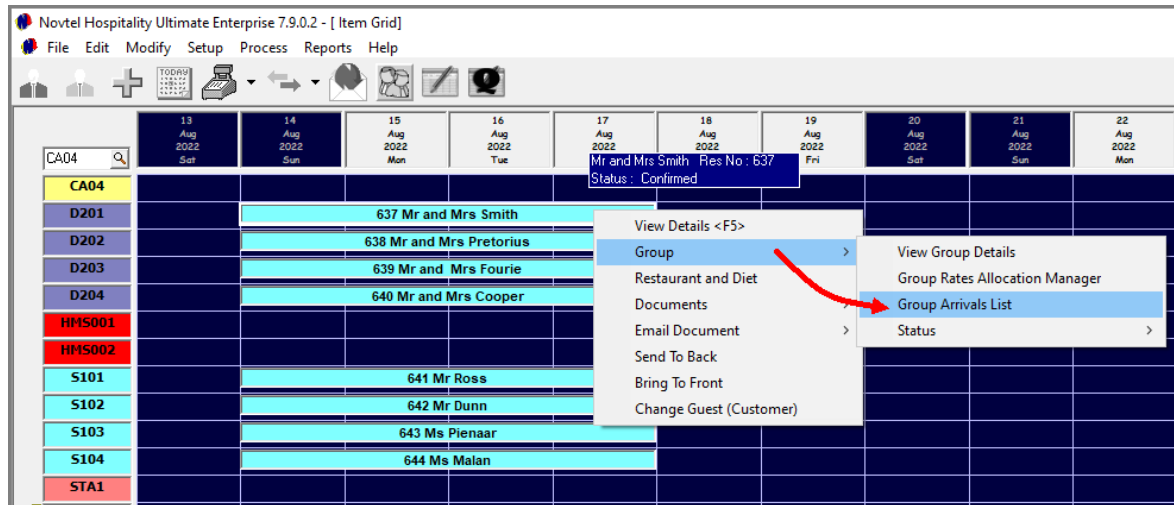 Novtel Hospitality Ultimate Enterprise 7.9.0.2 - [ Item Grid]
File Edit Modify Setup Process Reports Help
TODAY
13 Aug 2022 Sat
14 Aug 2022 Sun
15 Aug 2022 Mon
16 Aug 2022 Tue
17 Aug 2022
18 Aug 2022
19 Aug 2022 Fri
20 Aug 2022 Sat
21 Aug 2022 Sun
22 Aug 2022 Mon
CA04
Mr and Mrs Smith Res No : 637
Status : Confirmed
CA04
D201 637 Mr and Mrs Smith
D202 638 Mr and Mrs Pretorius
D203 639 Mr and Mrs Fourie
D204 640 Mr and Mrs Cooper
HMS001
HMS002
S101 641 Mr Ross
S102 642 Mr Dunn
S103 643 Ms Pienaar
S104 644 Ms Malan
STA1
View Details <F5>
Group
Restaurant and Diet
Documents
Email Document
Send To Back
Bring To Front
Change Guest (Customer)
View Group Details
Group Rates Allocation Manager
Group Arrivals List
Status